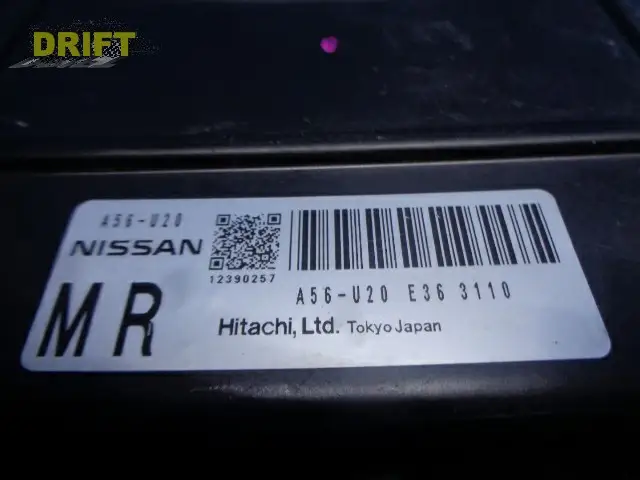 DRIFT
A56-U20
NISSAN
12390257
MR
A56-U20 E36 3110
Hitachi, Ltd. Tokyo Japan